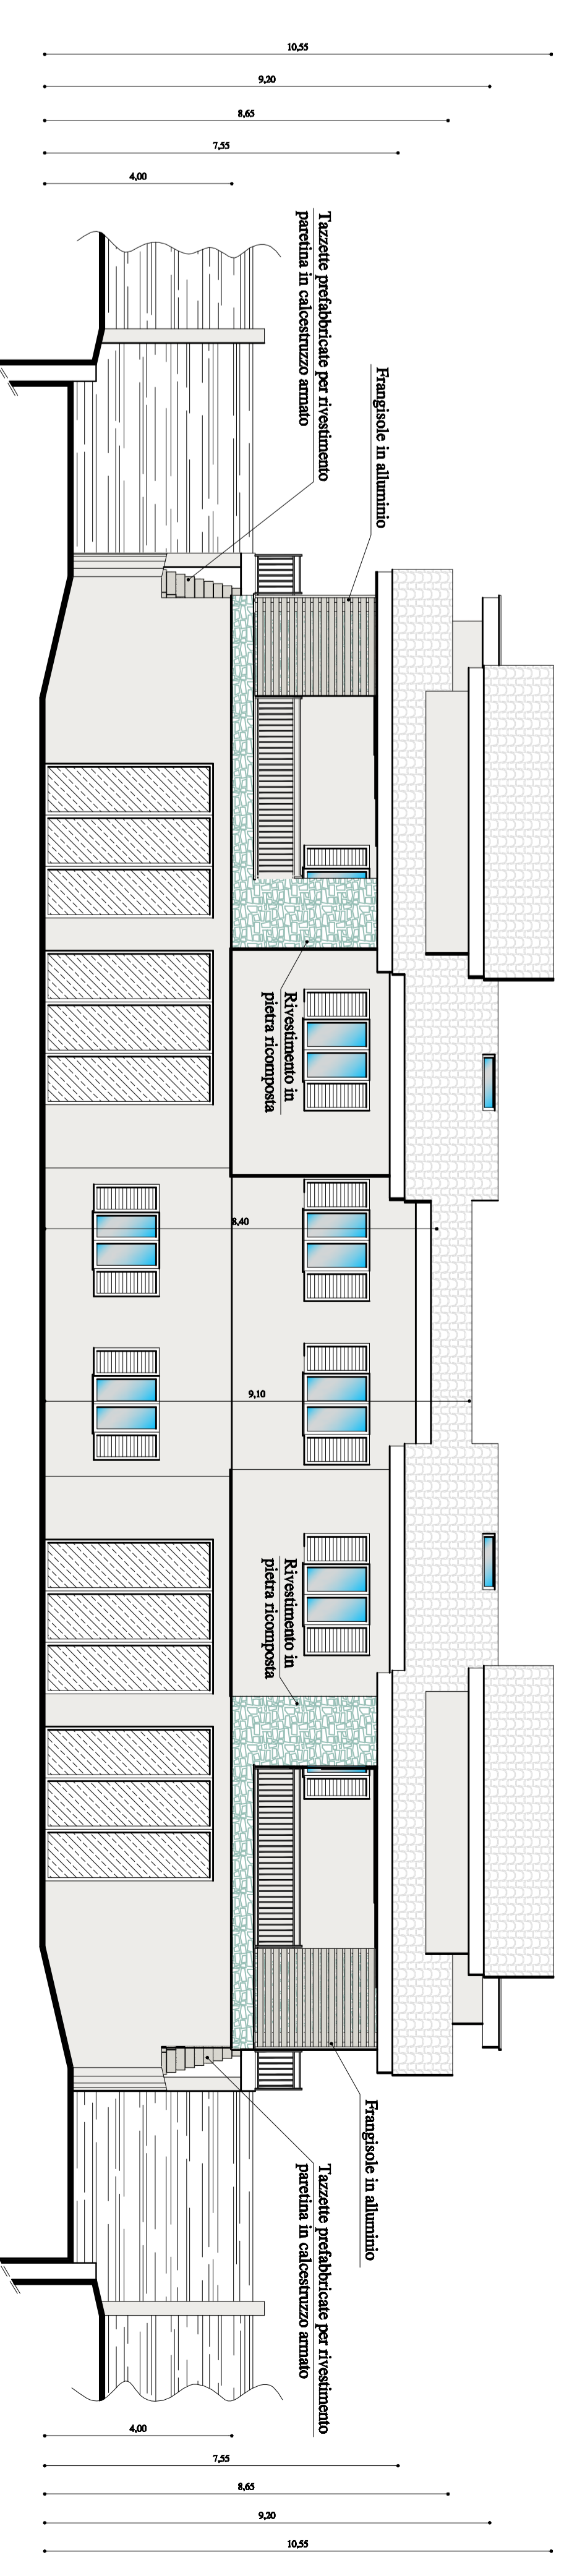 10,55
9,20
8,65
7,55
4,00
Tazzette prefabbricate per rivestimento
paretina in calcestruzzo armato
Frangisole in alluminio
Rivestimento in
pietra ricomposta
8,40
9,10
Rivestimento in
pietra ricomposta
Frangisole in alluminio
Tazzette prefabbricate per rivestimento
paretina in calcestruzzo armato
4,00
7,55
8,65
9,20
10,55